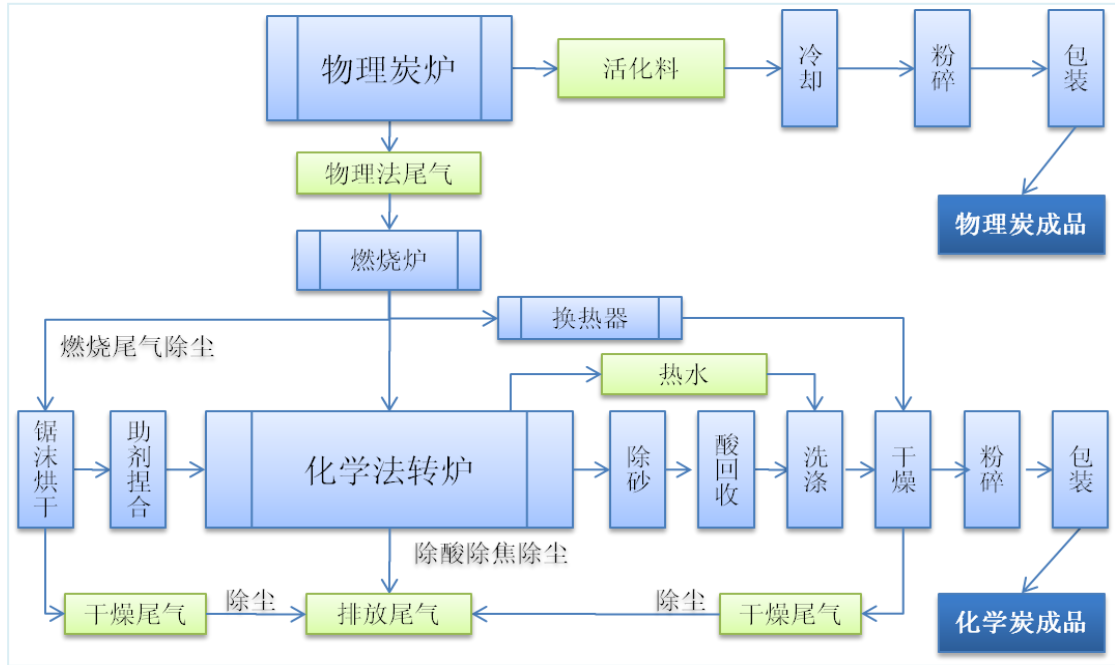 物理炭炉
活化料
冷却
粉碎
包装
物理法尾气
物理炭成品
燃烧炉
换热器
燃烧尾气除尘
热水
锯沫烘干
助剂捏合
化学法转炉
除砂
酸回收
洗涤
干燥
粉碎
包装
除酸除焦除尘
干燥尾气
除尘
排放尾气
除尘
干燥尾气
化学炭成品